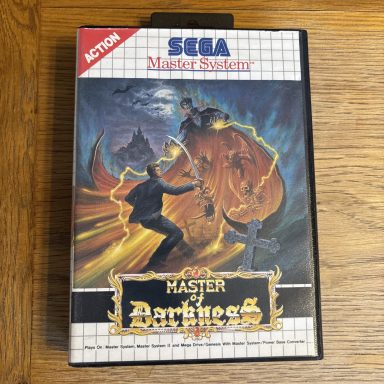 ACTION
SEGA
Master System™
MASTER
of
Darkness
Plays On: Master System, Master System II and Mega Drive/Genesis With Master System/Power Base Converter